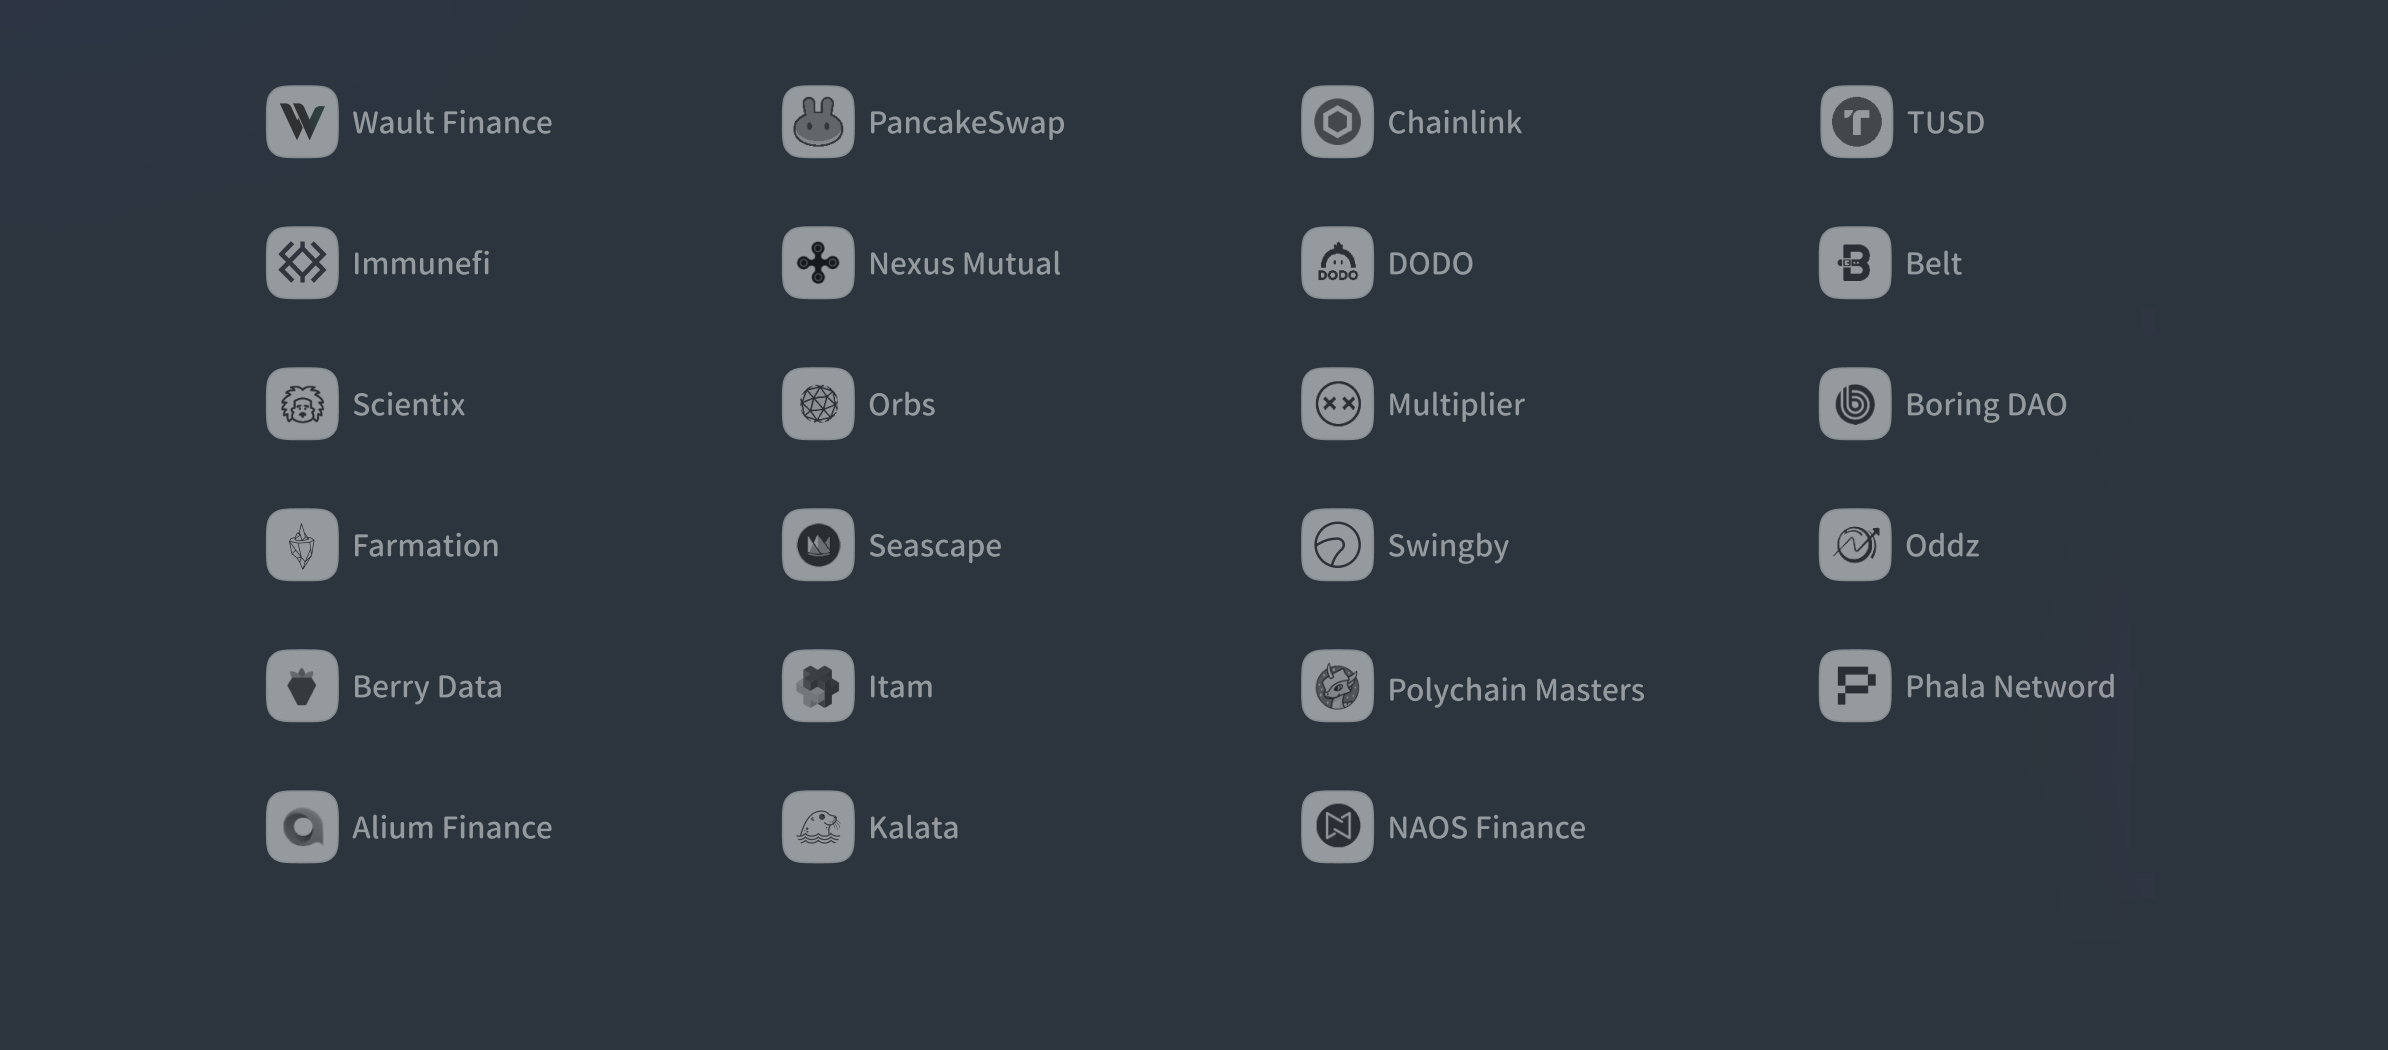 Wault Finance
PancakeSwap
Chainlink
TUSD
Immunefi
Nexus Mutual
DODO
DODO
Belt
Scientix
Orbs
Multiplier
Boring DAO
Farmation
Seascape
Swingby
Oddz
Berry Data
Itam
Polychain Masters
Phala Netword
Alium Finance
Kalata
NAOS Finance